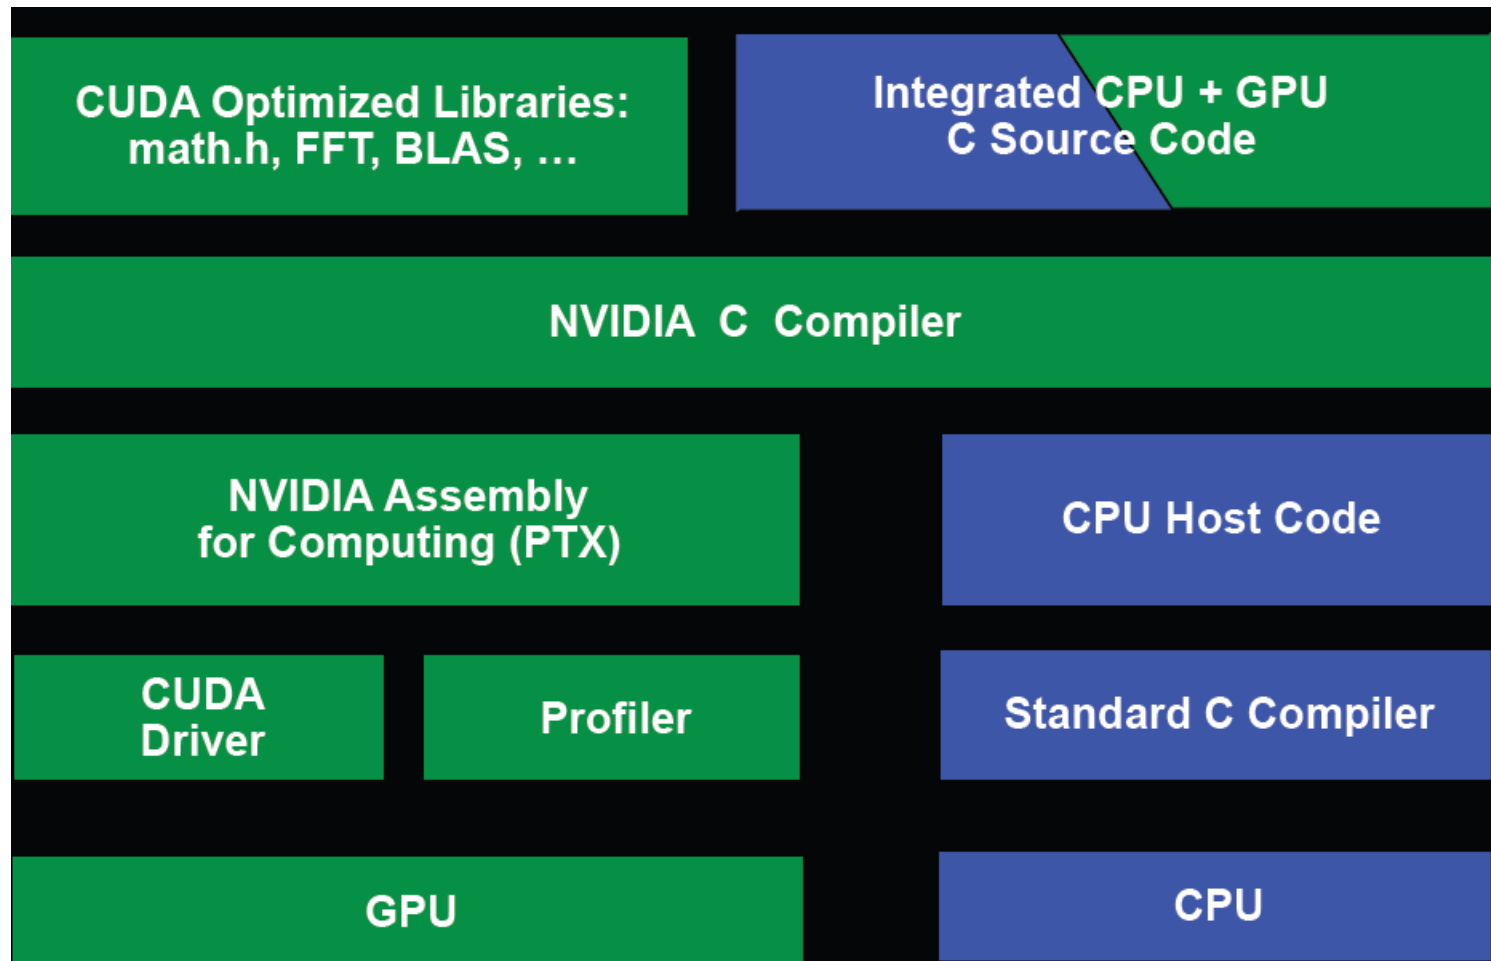 CUDA Optimized Libraries:
math.h, FFT, BLAS, …
Integrated CPU + GPU
C Source Code
NVIDIA C Compiler
NVIDIA Assembly
for Computing (PTX)
CPU Host Code
CUDA
Driver
Profiler
Standard C Compiler
GPU
CPU